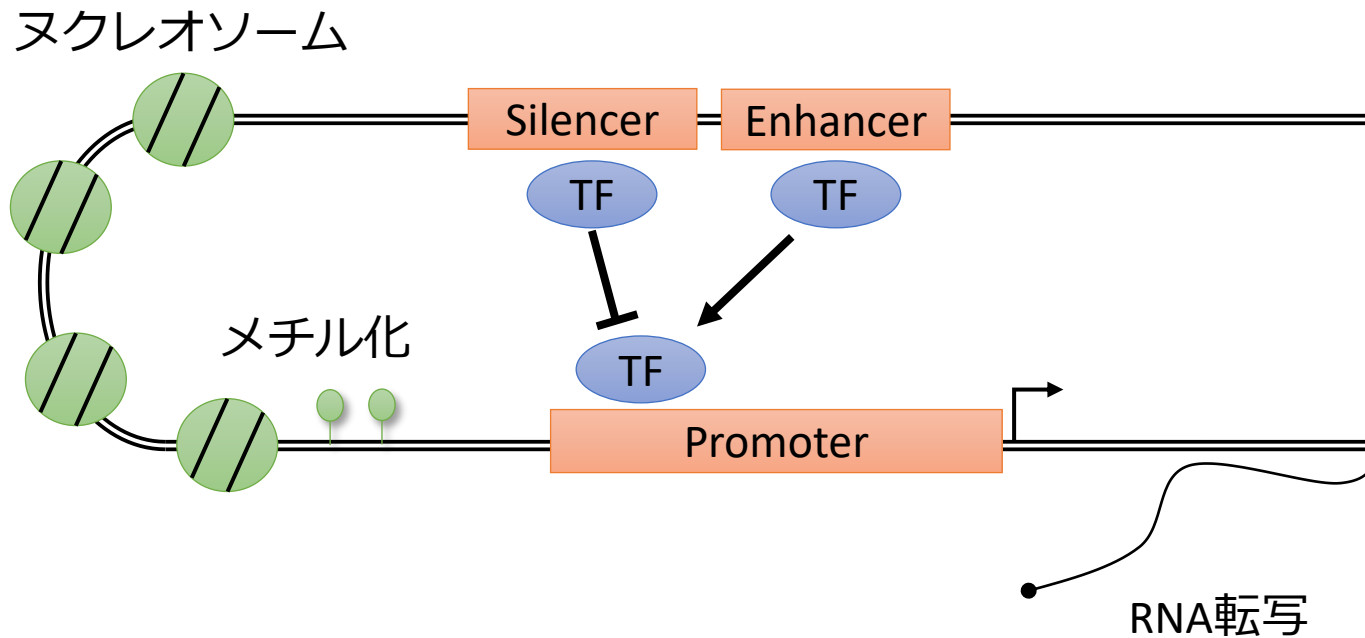 ヌクレオソーム
Silencer
Enhancer
TF
TF
メチル化
TF
Promoter
RNA転写